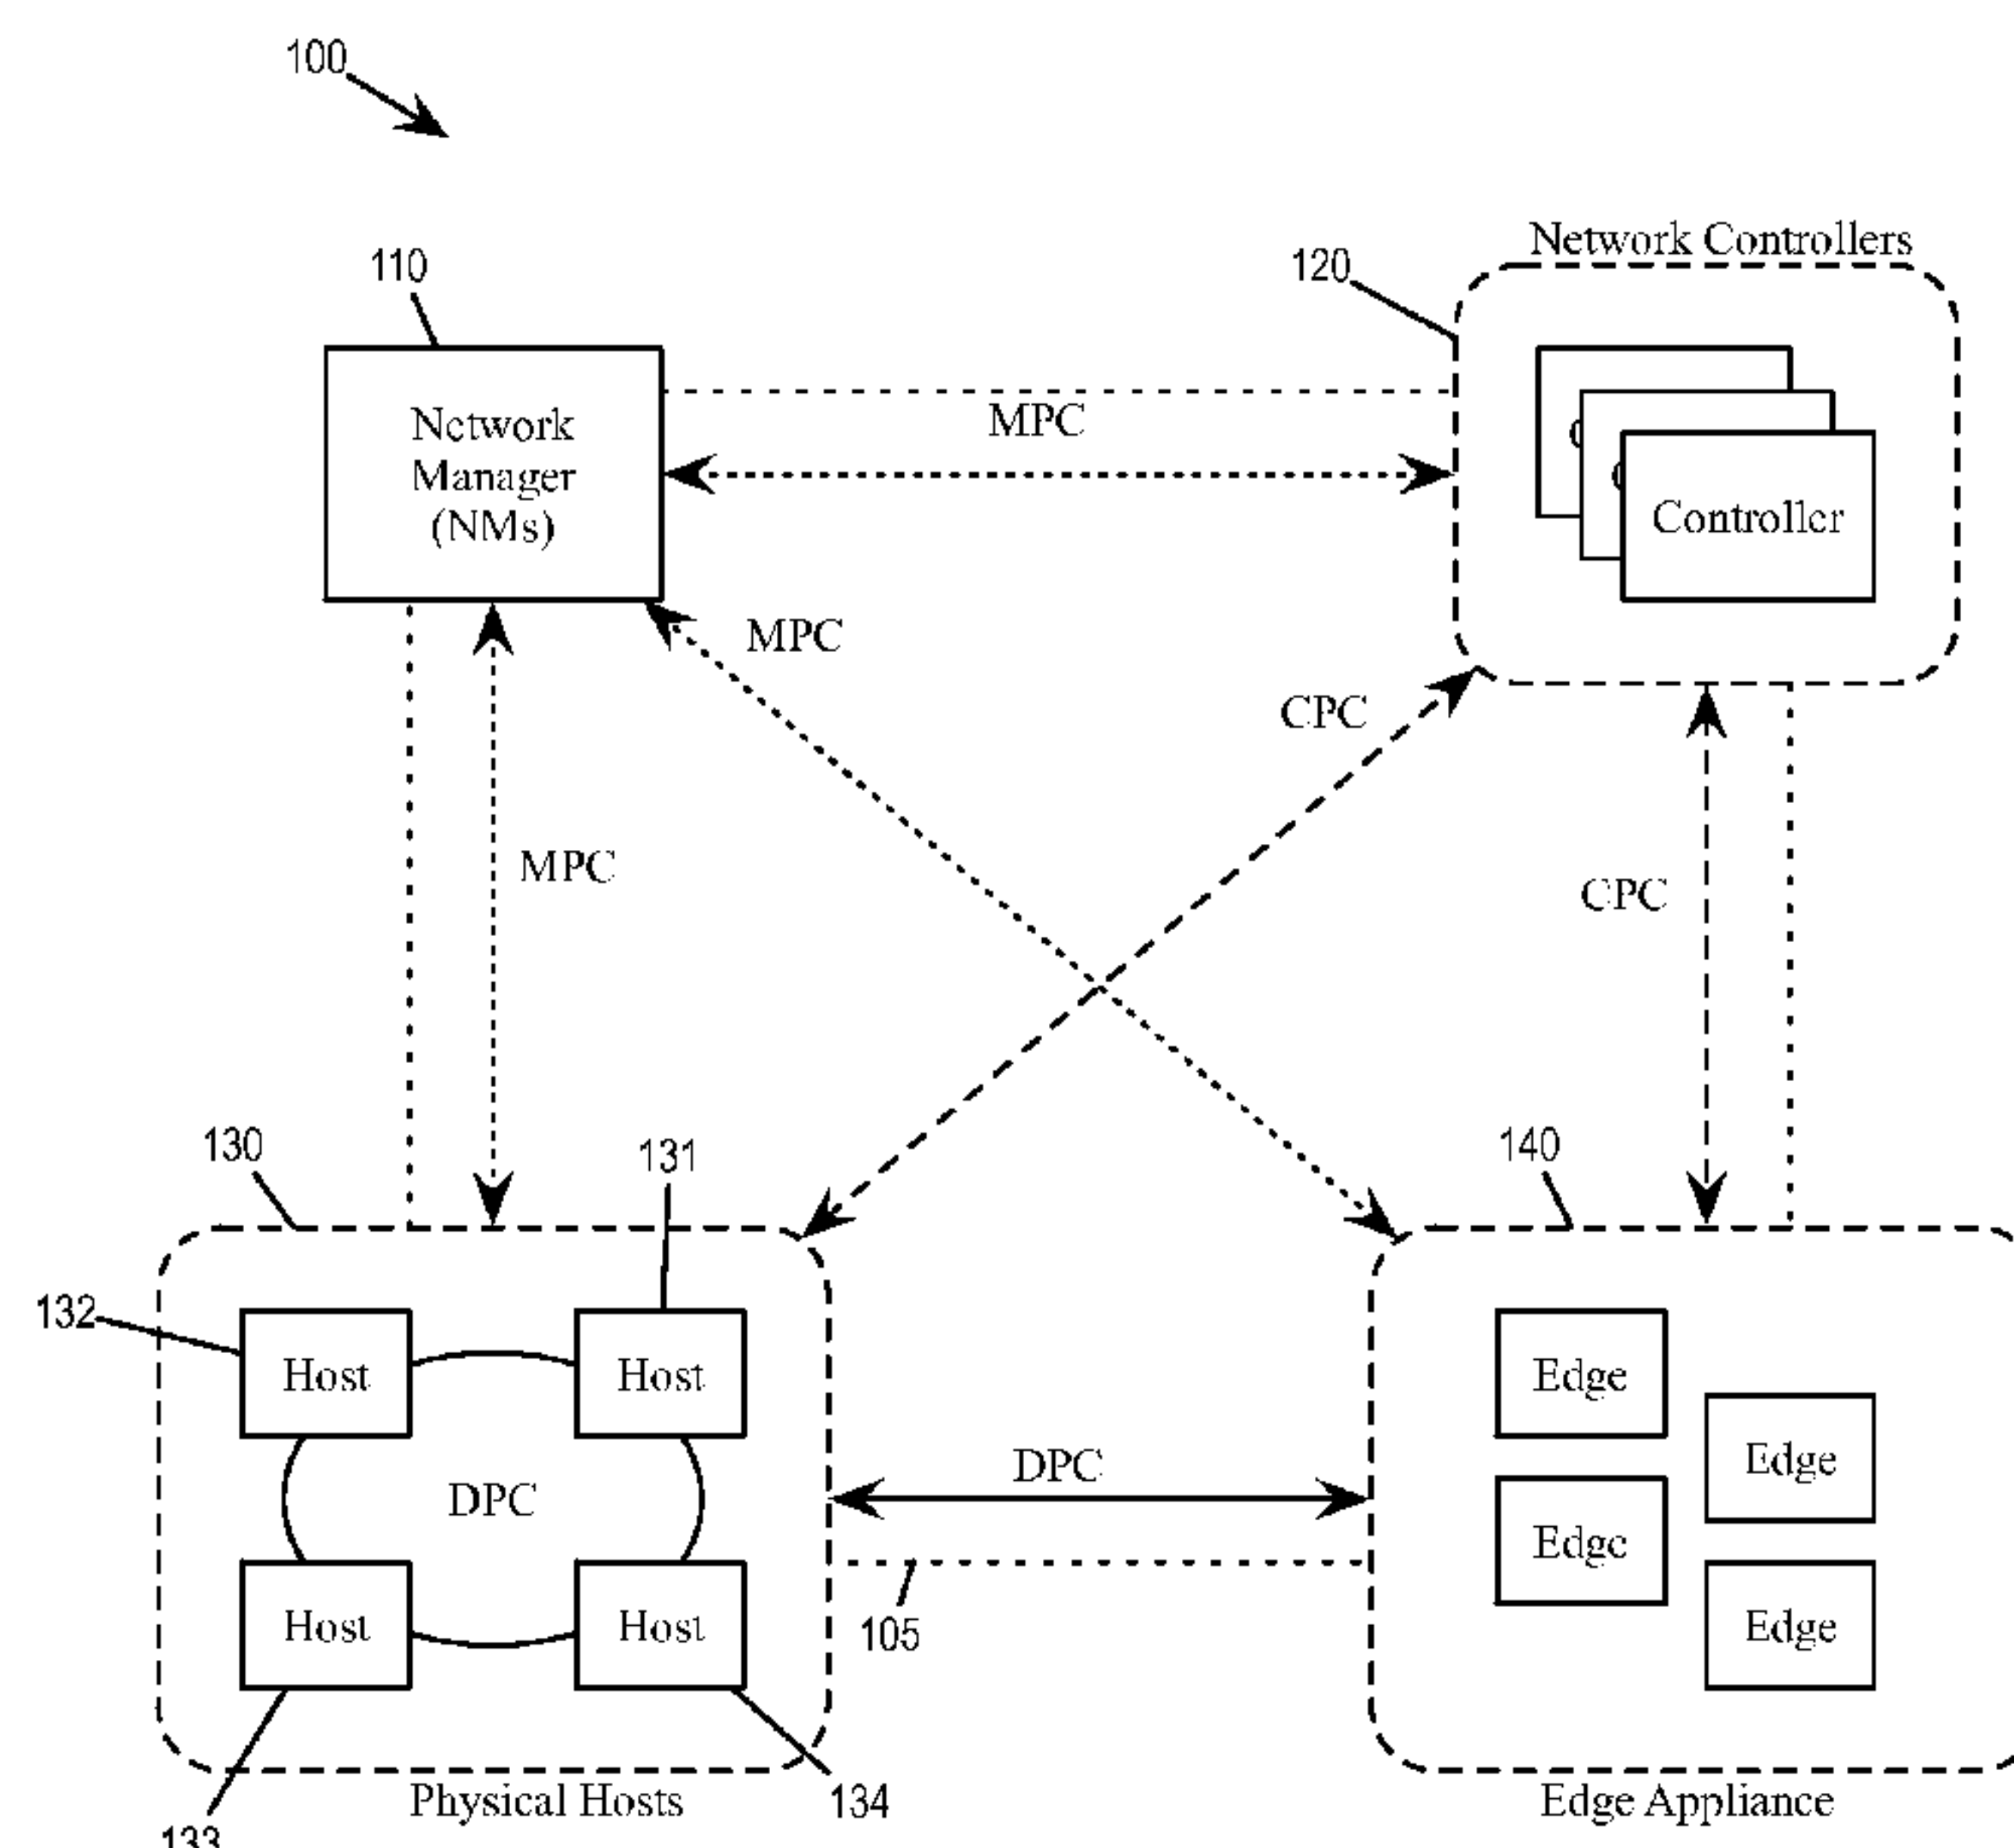 100
Network Controllers
110
120
Network
Manager
(NMs)
MPC
Controller
MPC
CPC
MPC
CPC
130
131
140
132
Host
Host
Edge
Edge
DPC
DPC
Edge
Host
Host
105
Edge
Physical Hosts
134
Edge Appliance
133